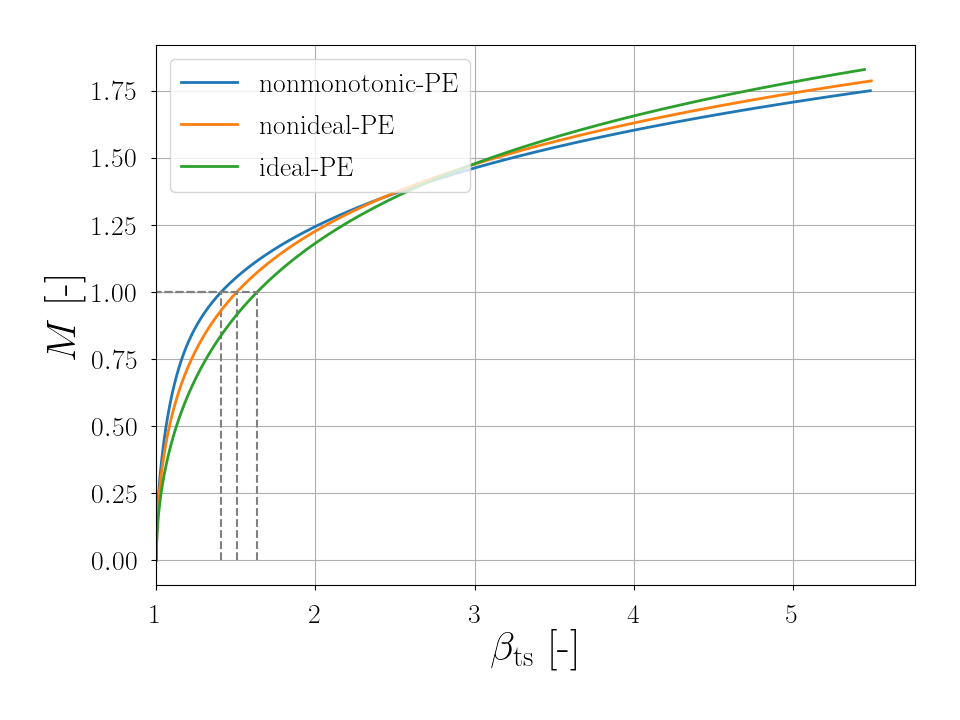 nonmonotonic-PE
nonideal-PE
ideal-PE
1.75
1.50
1.25
1.00
0.75
0.50
0.25
0.00
M [-]
1 2 3 4 5
β_ts [-]